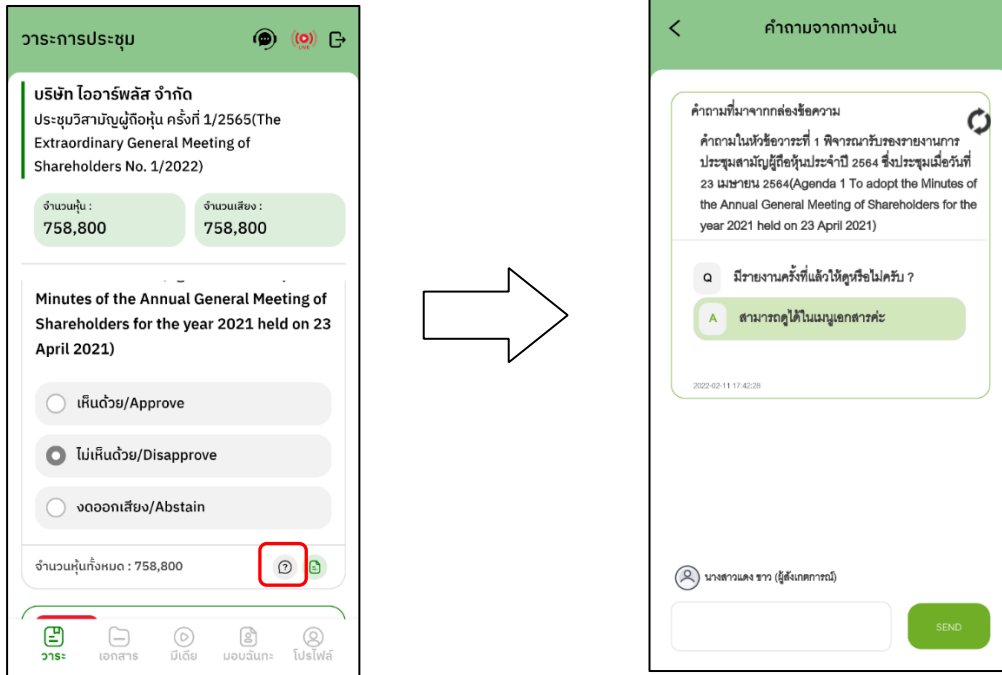 วาระการประชุม
LIVE
บริษัท ไออาร์พลัส จำกัด
ประชุมวิสามัญผู้ถือหุ้น ครั้งที่ 1/2565(The
Extraordinary General Meeting of
Shareholders No. 1/2022)
จำนวนหุ้น :
758,800
จำนวนเสียง :
758,800
Minutes of the Annual General Meeting of
Shareholders for the year 2021 held on 23
April 2021)
เห็นด้วย/Approve
ไม่เห็นด้วย/Disapprove
งดออกเสียง/Abstain
จำนวนหุ้นทั้งหมด : 758,800
วาระ
เอกสาร
มีเดีย
มอบฉันทะ
โปรไฟล์
คำถามจากทางบ้าน
คำถามที่มาจากกล่องข้อความ
คำถามในหัวข้อวาระที่ 1 พิจารณารับรองรายงานการ
ประชุมสามัญผู้ถือหุ้นประจำปี 2564 ซึ่งประชุมเมื่อวันที่
23 เมษายน 2564(Agenda 1 To adopt the Minutes of
the Annual General Meeting of Shareholders for the
year 2021 held on 23 April 2021)
Q มีรายงานครั้งที่แล้วให้ดูหรือไม่ครับ ?
A สามารถดูได้ในเมนูเอกสารค่ะ
2022-02-11 17:42:28
นางสาวแดง ขาว (ผู้สังเกตการณ์)
SEND